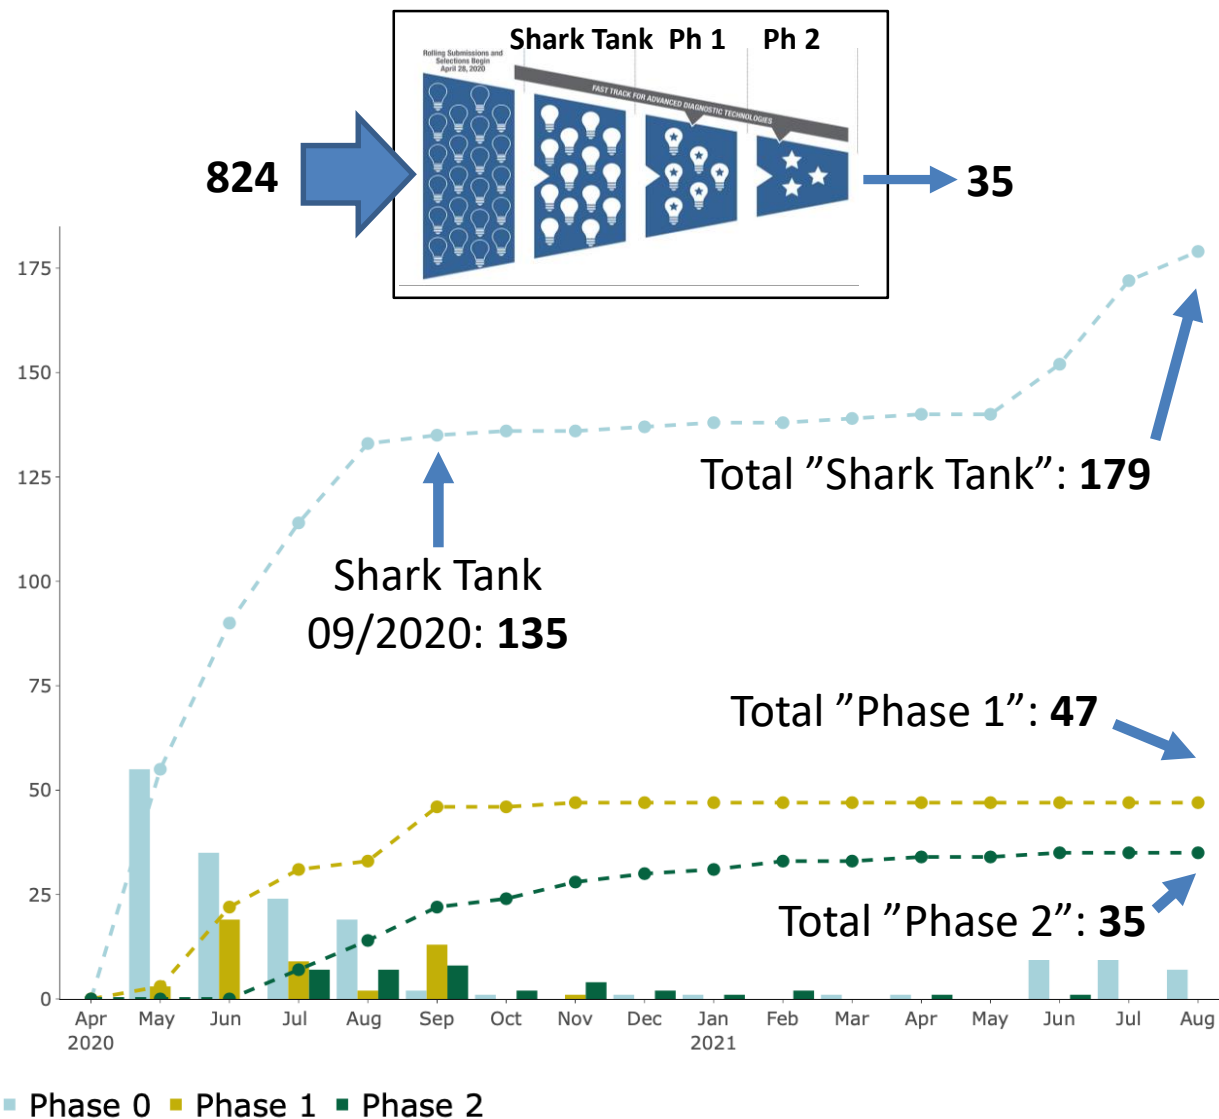 Shark Tank Ph 1 Ph 2
Rolling Submissions and
Selections Begin
April 28, 2020
FAST TRACK FOR ADVANCED DIAGNOSTIC TECHNOLOGIES
824
35
175
150
125
100
75
50
25
0
Total ”Shark Tank”: 179
Shark Tank
09/2020: 135
Total ”Phase 1”: 47
Total ”Phase 2”: 35
Apr May Jun Jul Aug Sep Oct Nov Dec Jan Feb Mar Apr May Jun Jul Aug
2020 2021
Phase 0 Phase 1 Phase 2